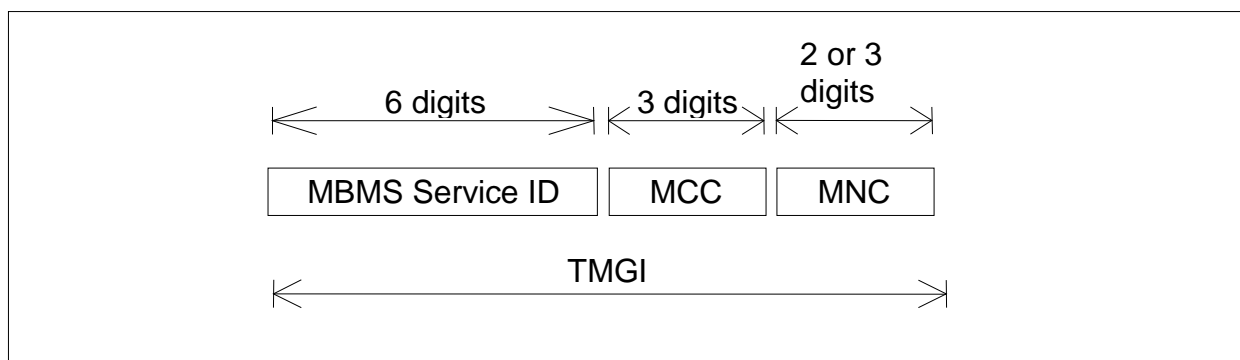 2 or 3
digits
6 digits
3 digits
MBMS Service ID
MCC
MNC
TMGI